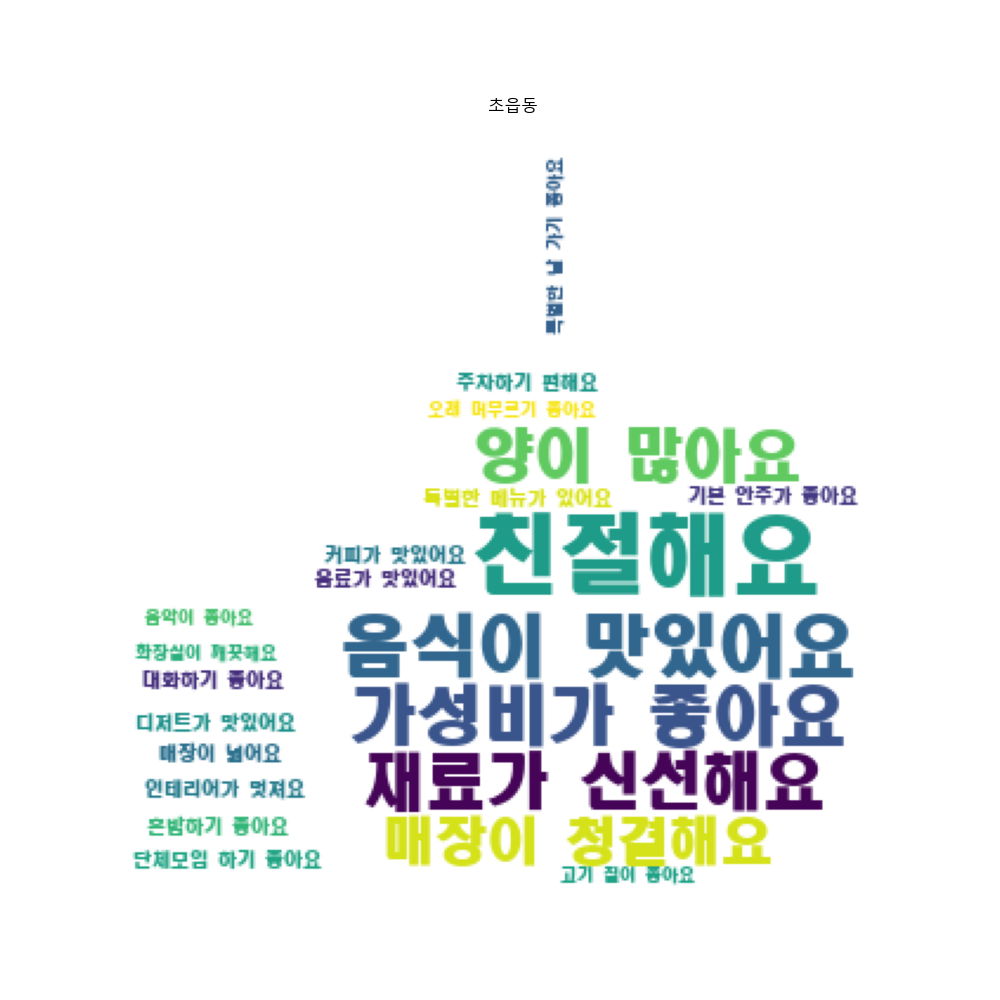 초읍동
특별한 날 가기 좋아요
주차하기 편해요
오래 머무르기 좋아요
양이 많아요
특별한 메뉴가 있어요
기본 안주가 좋아요
친절해요
커피가 맛있어요
음료가 맛있어요
음악이 좋아요
음식이 맛있어요
화장실이 깨끗해요
대화하기 좋아요
가성비가 좋아요
디저트가 맛있어요
매장이 넓어요
재료가 신선해요
인테리어가 멋져요
혼밥하기 좋아요
매장이 청결해요
단체모임 하기 좋아요
고기 질이 좋아요